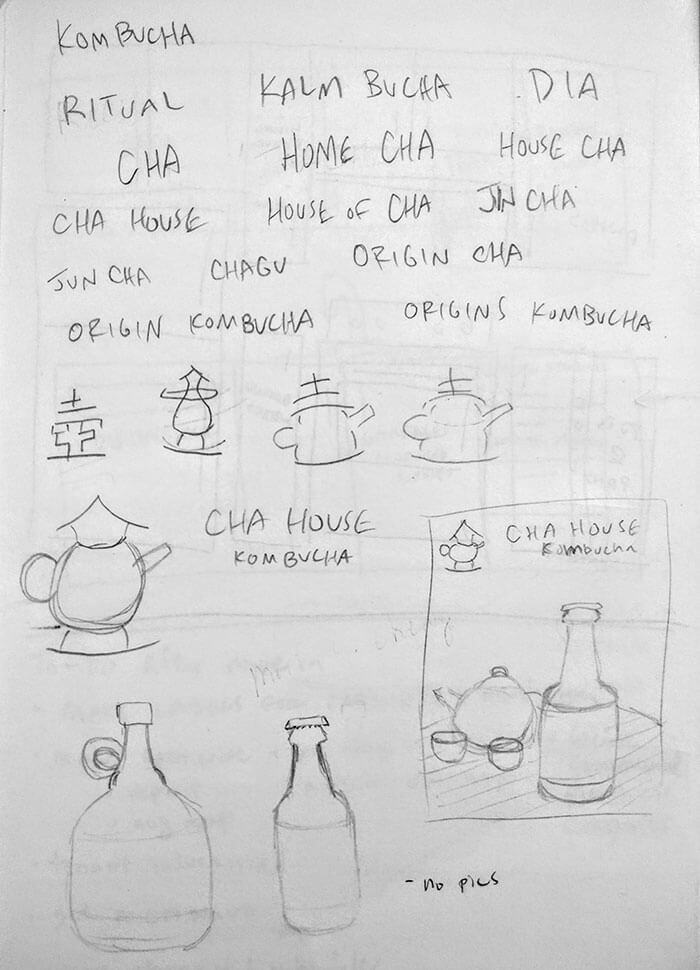 KOMBUCHA
RITUAL KALM BUCHA DIA
CHA HOME CHA HOUSE CHA
CHA HOUSE HOUSE OF CHA JIN CHA
JUN CHA CHAGU ORIGIN CHA
ORIGIN KOMBUCHA ORIGINS KOMBUCHA
CHA HOUSE
KOMBUCHA
CHA HOUSE
Kombucha
- no pics